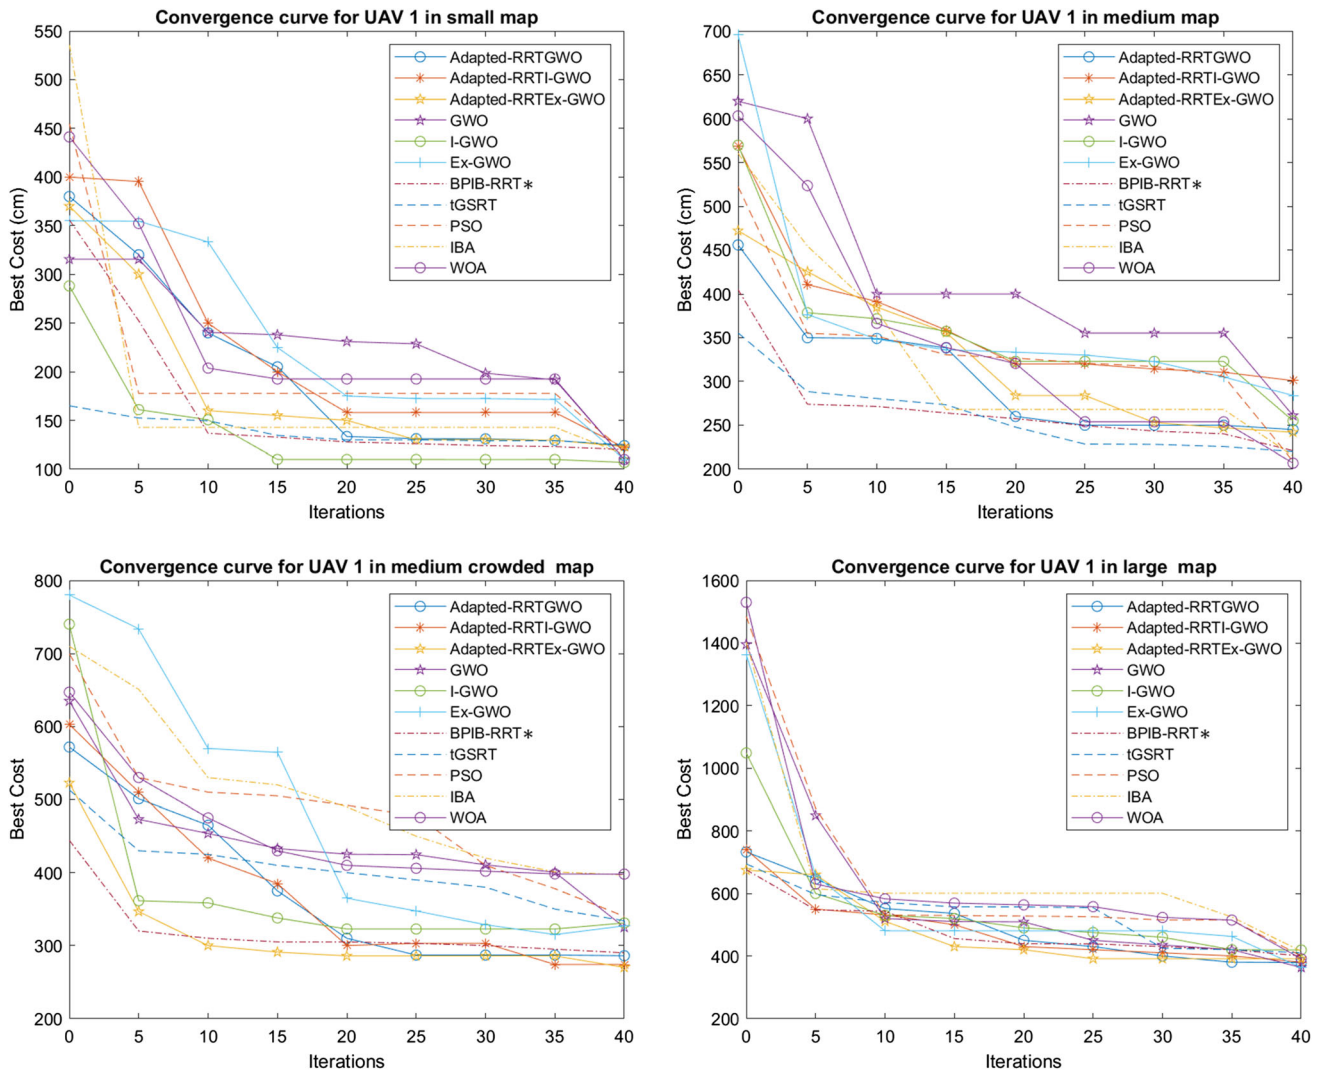 Convergence curve for UAV 1 in small map
550
500
450
400
350
300
250
200
150
100
Best Cost (cm)
Adapted-RRTGWO
Adapted-RRTI-GWO
Adapted-RRTEx-GWO
GWO
I-GWO
Ex-GWO
BPIB-RRT*
tGSRT
PSO
IBA
WOA
0 5 10 15 20 25 30 35 40
Iterations
Convergence curve for UAV 1 in medium map
700
650
600
550
500
450
400
350
300
250
200
Best Cost (cm)
Adapted-RRTGWO
Adapted-RRTI-GWO
Adapted-RRTEx-GWO
GWO
I-GWO
Ex-GWO
BPIB-RRT*
tGSRT
PSO
IBA
WOA
0 5 10 15 20 25 30 35 40
Iterations
Convergence curve for UAV 1 in medium crowded map
800
700
600
500
400
300
200
Best Cost
Adapted-RRTGWO
Adapted-RRTI-GWO
Adapted-RRTEx-GWO
GWO
I-GWO
Ex-GWO
BPIB-RRT*
tGSRT
PSO
IBA
WOA
0 5 10 15 20 25 30 35 40
Iterations
Convergence curve for UAV 1 in large map
1600
1400
1200
1000
800
600
400
200
Best Cost
Adapted-RRTGWO
Adapted-RRTI-GWO
Adapted-RRTEx-GWO
GWO
I-GWO
Ex-GWO
BPIB-RRT*
tGSRT
PSO
IBA
WOA
0 5 10 15 20 25 30 35 40
Iterations